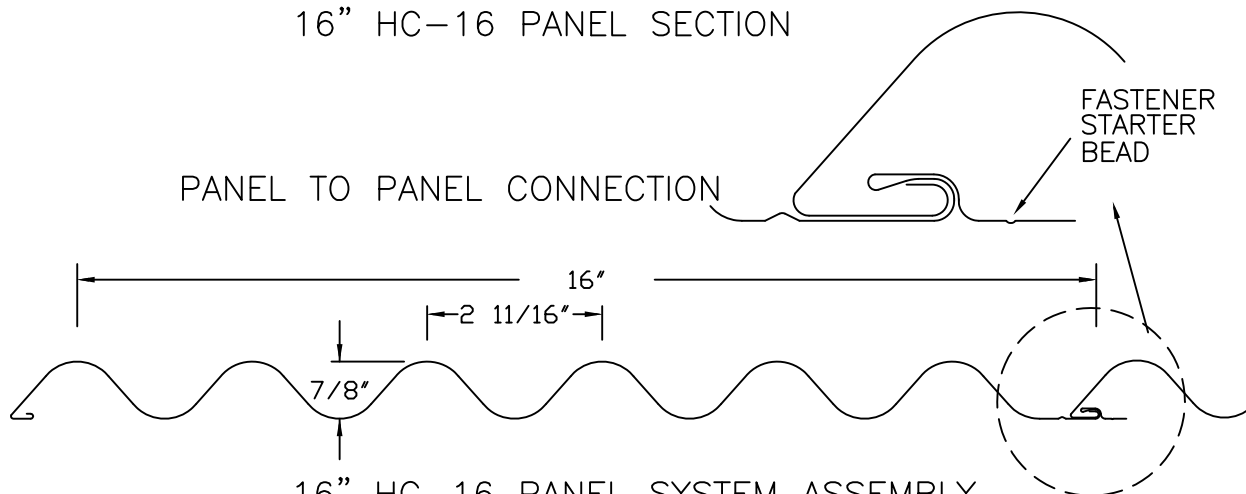 16” HC-16 PANEL SECTION
FASTENER
STARTER
BEAD
PANEL TO PANEL CONNECTION
16"
2 11/16"
7/8"
16” HC-16 PANEL SYSTEM ASSEMBLY